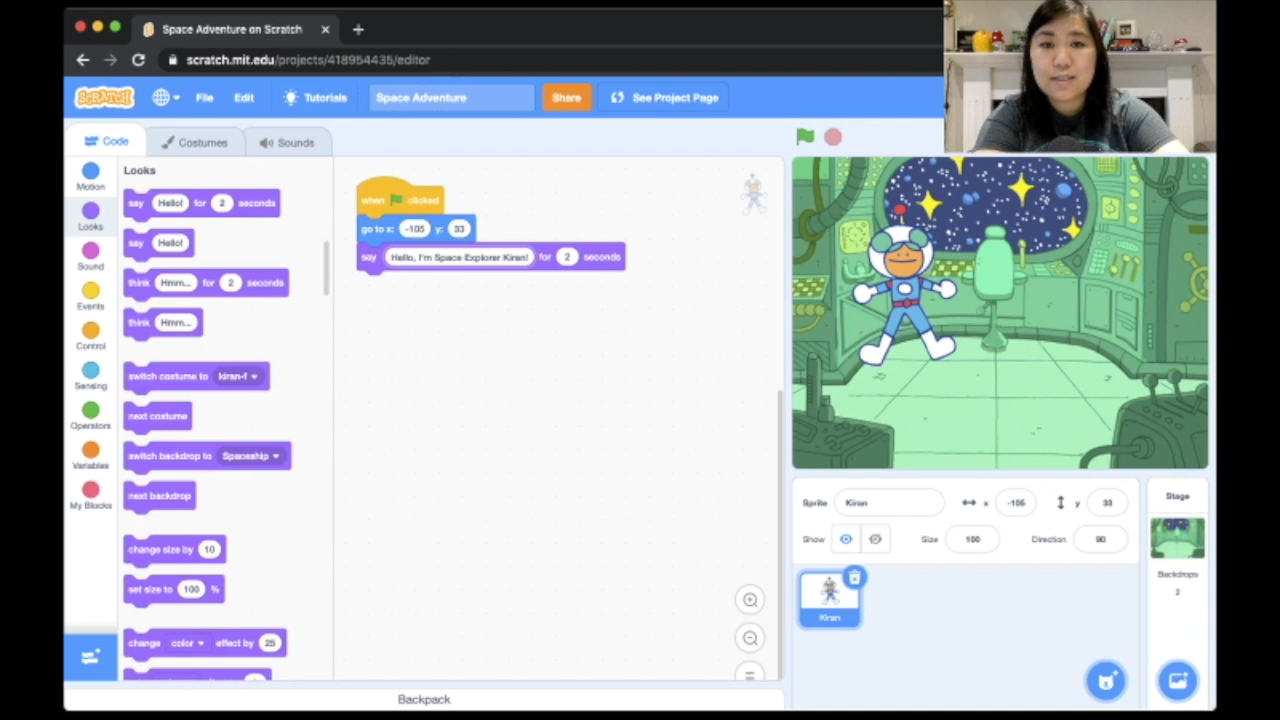 Space Adventure on Scratch
scratch.mit.edu/projects/418954435/editor
SCRATCH File Edit Tutorials Space Adventure Share See Project Page
Code Costumes Sounds
Motion
Looks
Sound
Events
Control
Sensing
Operators
Variables
My Blocks
Looks
say Hello! for 2 seconds
say Hello!
think Hmm... for 2 seconds
think Hmm...
switch costume to kiran-f
next costume
switch backdrop to Spaceship
next backdrop
change size by 10
set size to 100 %
change color effect by 25
when clicked
go to x: -105 y: 33
say Hello, I'm Space Explorer Kiran! for 2 seconds
Sprite Kiran x -105 y 33
Show Size 100 Direction 90
Kiran
Stage
Backdrops
2
Backpack